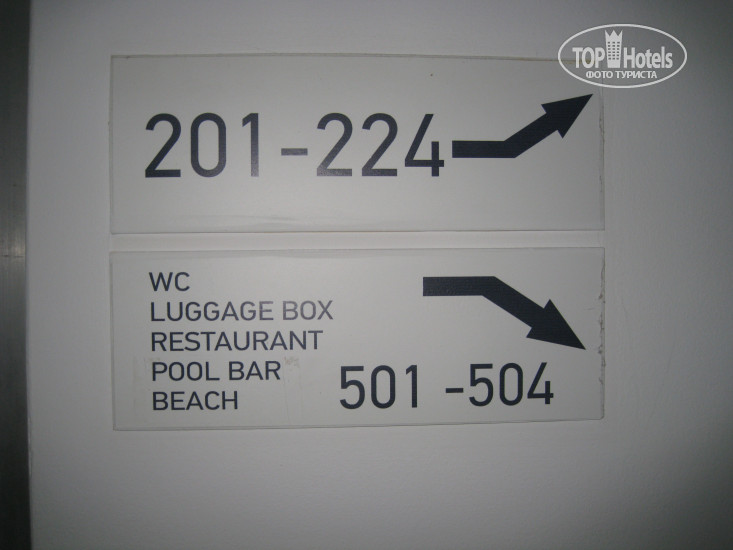 TOP Hotels
ФОТО ТУРИСТА
201-224
WC
LUGGAGE BOX
RESTAURANT
POOL BAR
BEACH
501 -504